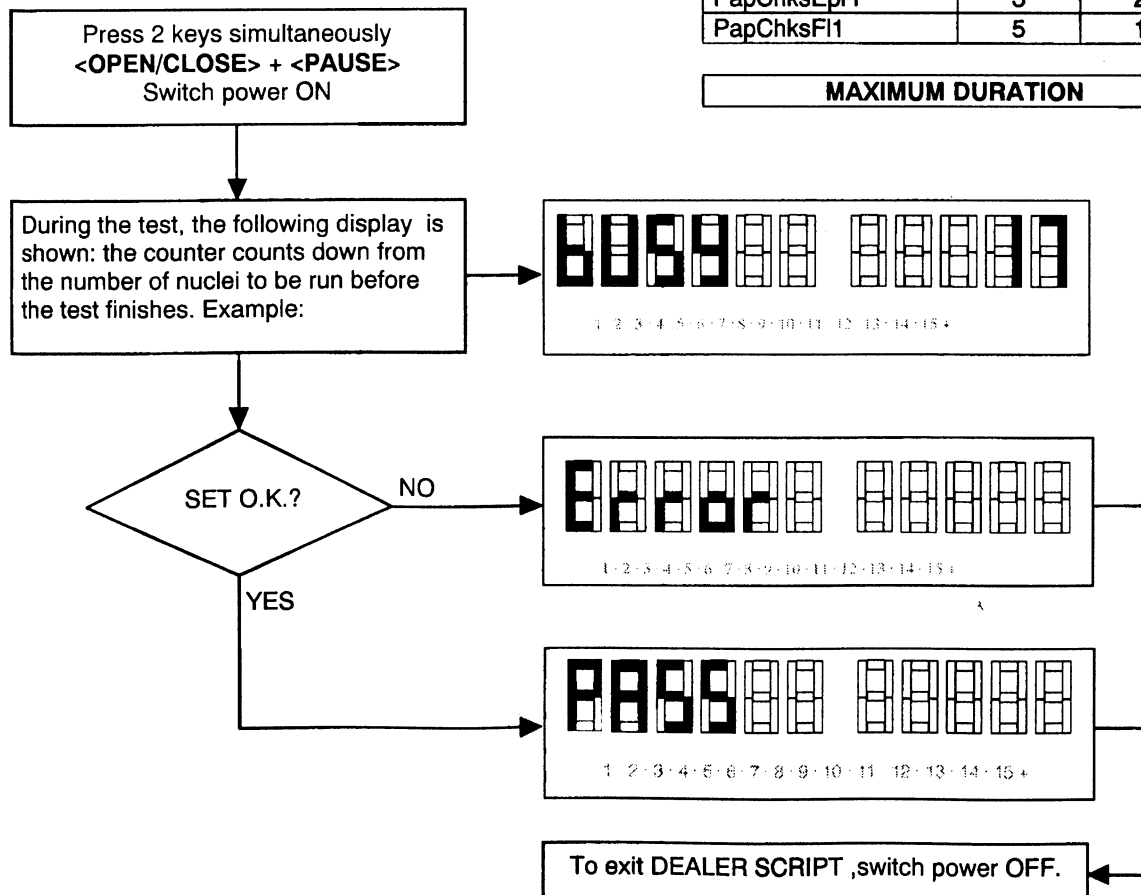 PapChksFl1 5 1
MAXIMUM DURATION
Press 2 keys simultaneously
<OPEN/CLOSE> + <PAUSE>
Switch power ON
During the test, the following display is
shown: the counter counts down from
the number of nuclei to be run before
the test finishes. Example:
bUSY 17
1·2·3·4·5·6·7·8·9·10·11 12·13·14·15+
SET O.K.?
NO
Error
1·2·3·4·5·6 7·8·9·10·11·12·13·14·15+
YES
PASS
1 2·3·4·5·6·7·8·9·10·11 12·13·14·15+
To exit DEALER SCRIPT ,switch power OFF.